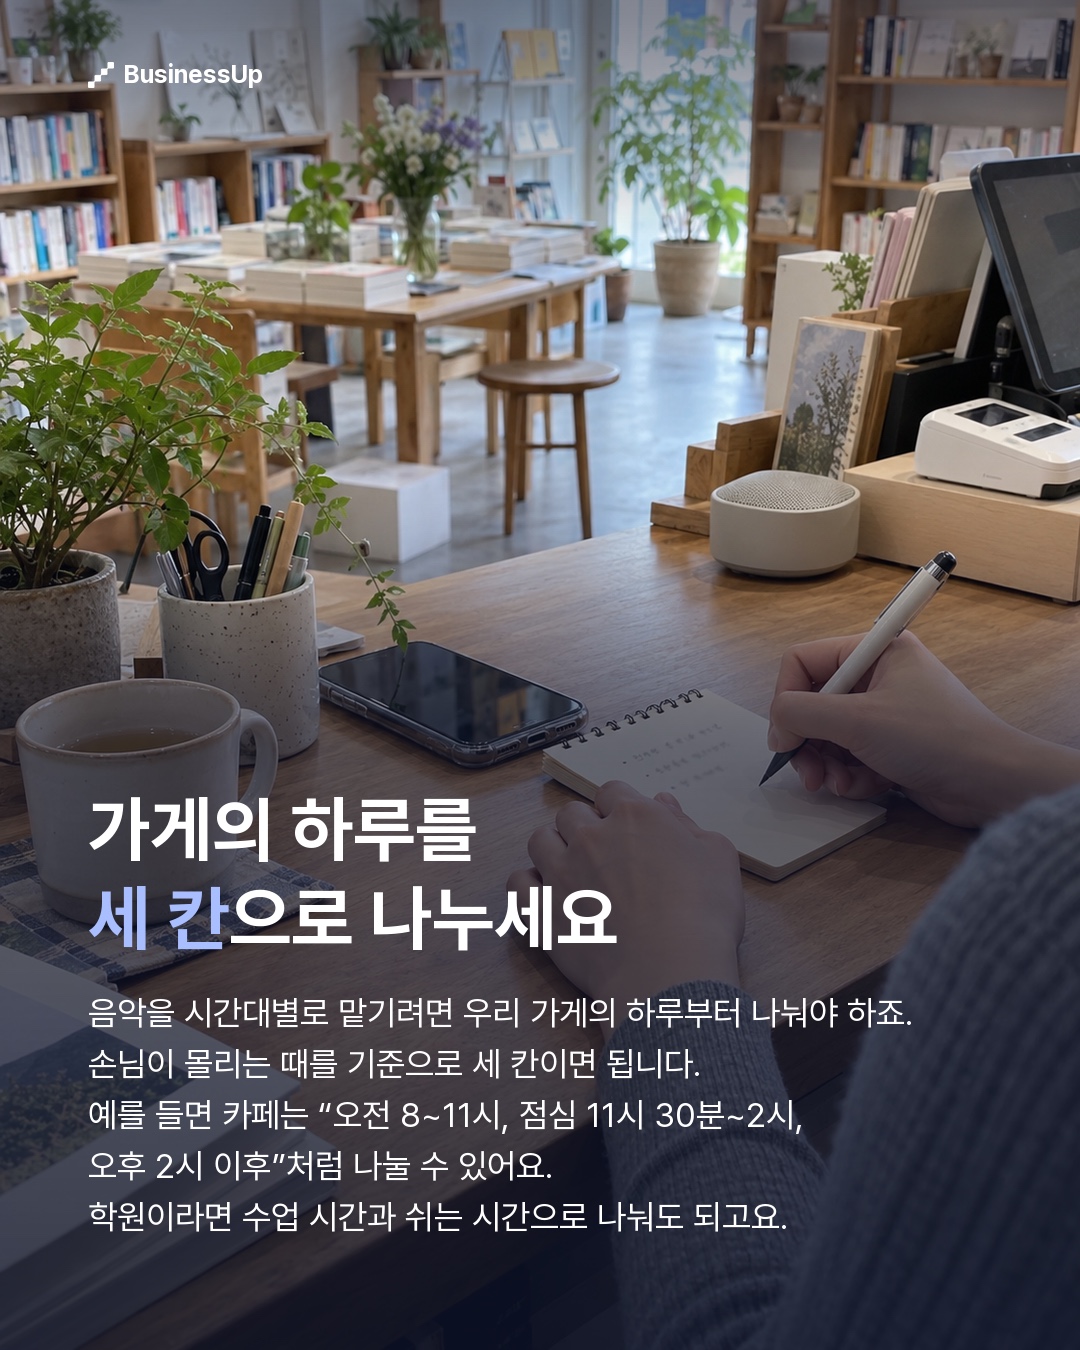 BusinessUp
가게의 하루를
세 칸으로 나누세요
음악을 시간대별로 맡기려면 우리 가게의 하루부터 나눠야 하죠.
손님이 몰리는 때를 기준으로 세 칸이면 됩니다.
예를 들면 카페는 “오전 8~11시, 점심 11시 30분~2시,
오후 2시 이후”처럼 나눌 수 있어요.
학원이라면 수업 시간과 쉬는 시간으로 나눠도 되고요.